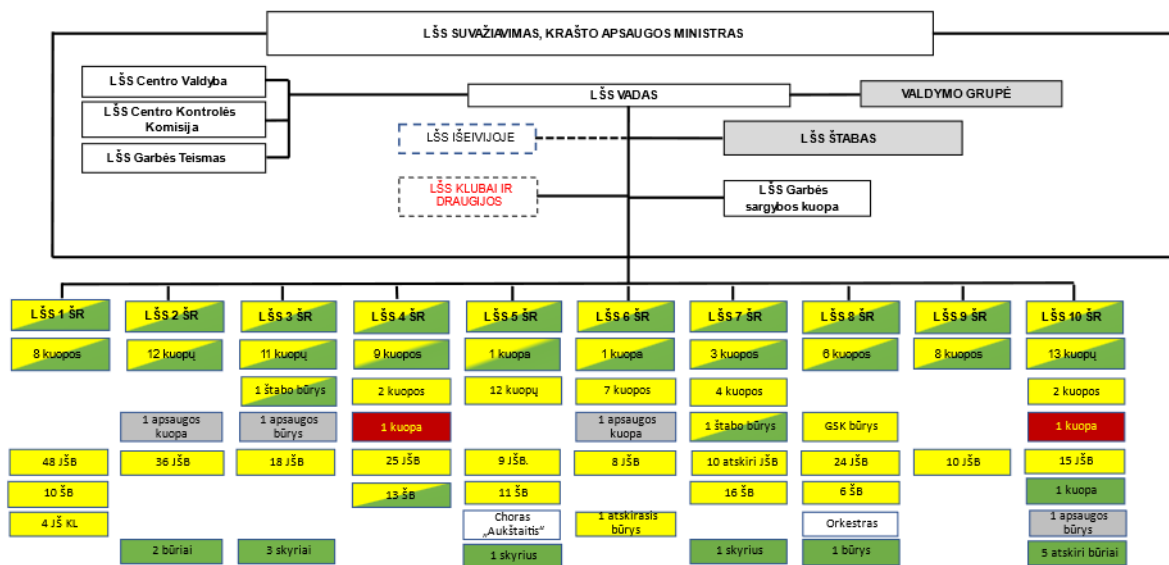 LŠS SUVAŽIAVIMAS, KRAŠTO APSAUGOS MINISTRAS
LŠS Centro Valdyba
LŠS VADAS
VALDYMO GRUPĖ
LŠS Centro Kontrolės
Komisija
LŠS IŠEIVIJOJE
LŠS ŠTABAS
LŠS Garbės Teismas
LŠS KLUBAI IR
DRAUGIJOS
LŠS Garbės
sargybos kuopa
LŠS 1 ŠR
LŠS 2 ŠR
LŠS 3 ŠR
LŠS 4 ŠR
LŠS 5 ŠR
LŠS 6 ŠR
LŠS 7 ŠR
LŠS 8 ŠR
LŠS 9 ŠR
LŠS 10 ŠR
8 kuopos
12 kuopų
11 kuopų
9 kuopos
1 kuopa
1 kuopa
3 kuopos
6 kuopos
8 kuopos
13 kuopų
1 štabo būrys
2 kuopos
12 kuopų
7 kuopos
4 kuopos
2 kuopos
1 apsaugos
kuopa
1 apsaugos
būrys
1 kuopa
1 apsaugos
kuopa
1 štabo būrys
GSK būrys
1 kuopa
48 JŠB
36 JŠB
18 JŠB
25 JŠB
9 JŠB.
8 JŠB
10 atskiri JŠB
24 JŠB
10 JŠB
15 JŠB
10 ŠB
13 ŠB
11 ŠB
16 ŠB
6 ŠB
1 kuopa
4 JŠ KL
Choras
„Aukštaitis“
1 atskirasis
būrys
Orkestras
1 apsaugos
būrys
2 būriai
3 skyriai
1 skyrius
1 skyrius
1 būrys
5 atskiri būriai